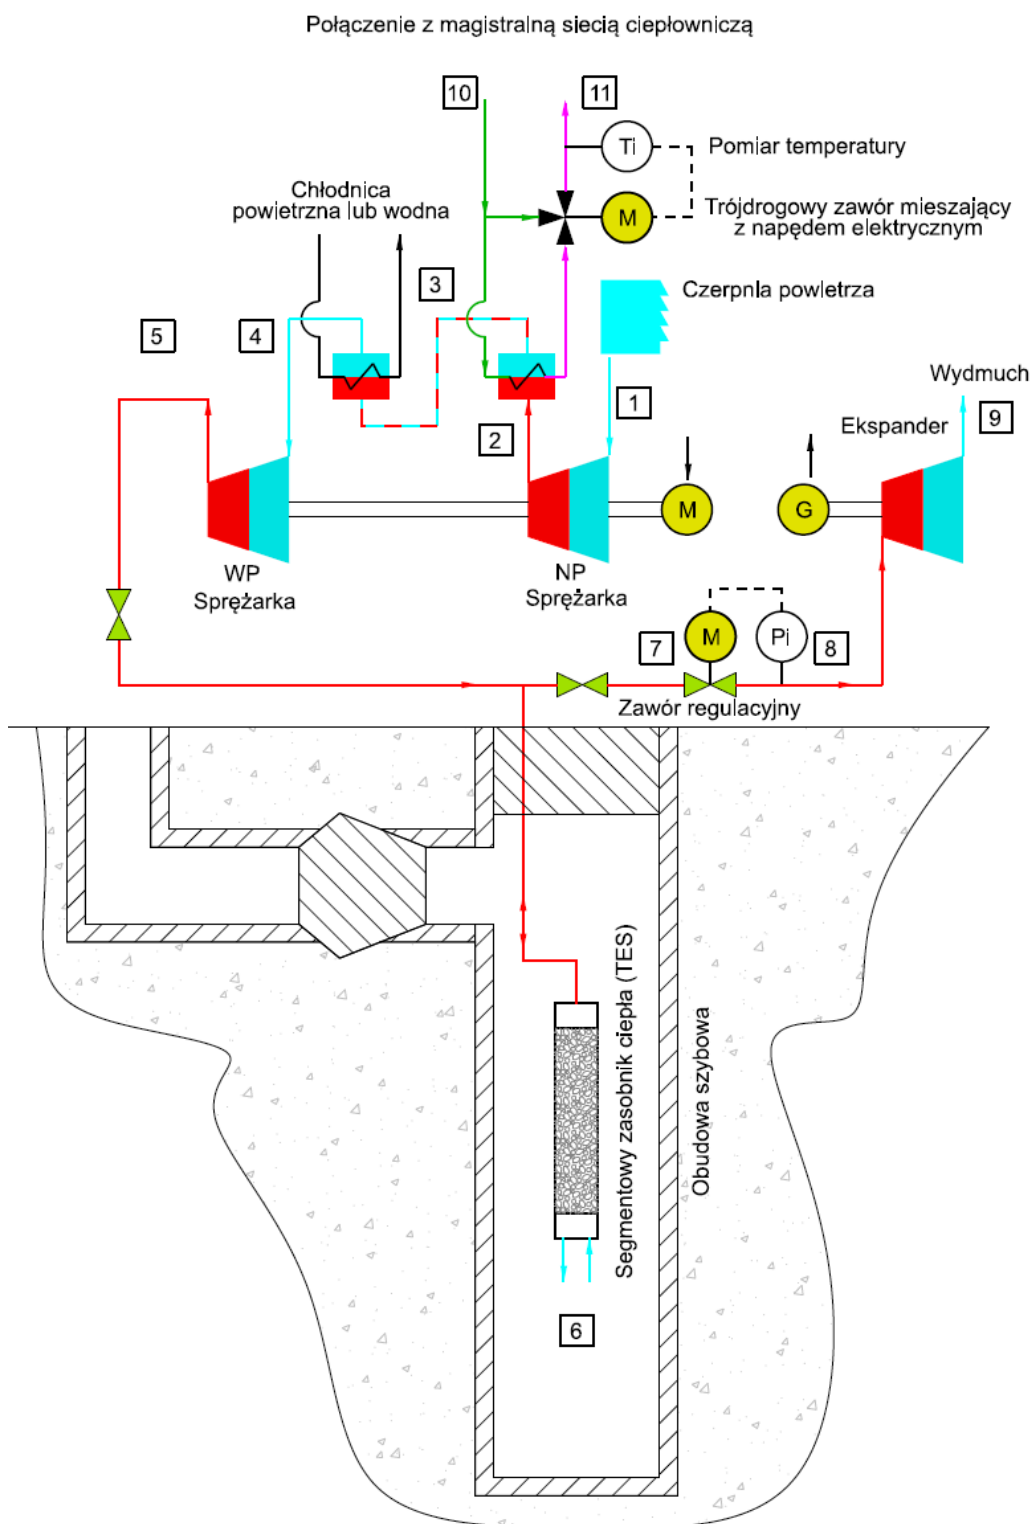 Połączenie z magistralną siecią ciepłowniczą
10
11
Ti
Pomiar temperatury
Chłodnica
powietrzna lub wodna
M
Trójdrogowy zawór mieszający
z napędem elektrycznym
3
Czerpnia powietrza
5
4
Wydmuch
1
2
Ekspander
9
M
G
WP
Sprężarka
NP
Sprężarka
7
M
Pi
8
Zawór regulacyjny
Segmentowy zasobnik ciepła (TES)
Obudowa szybowa
6